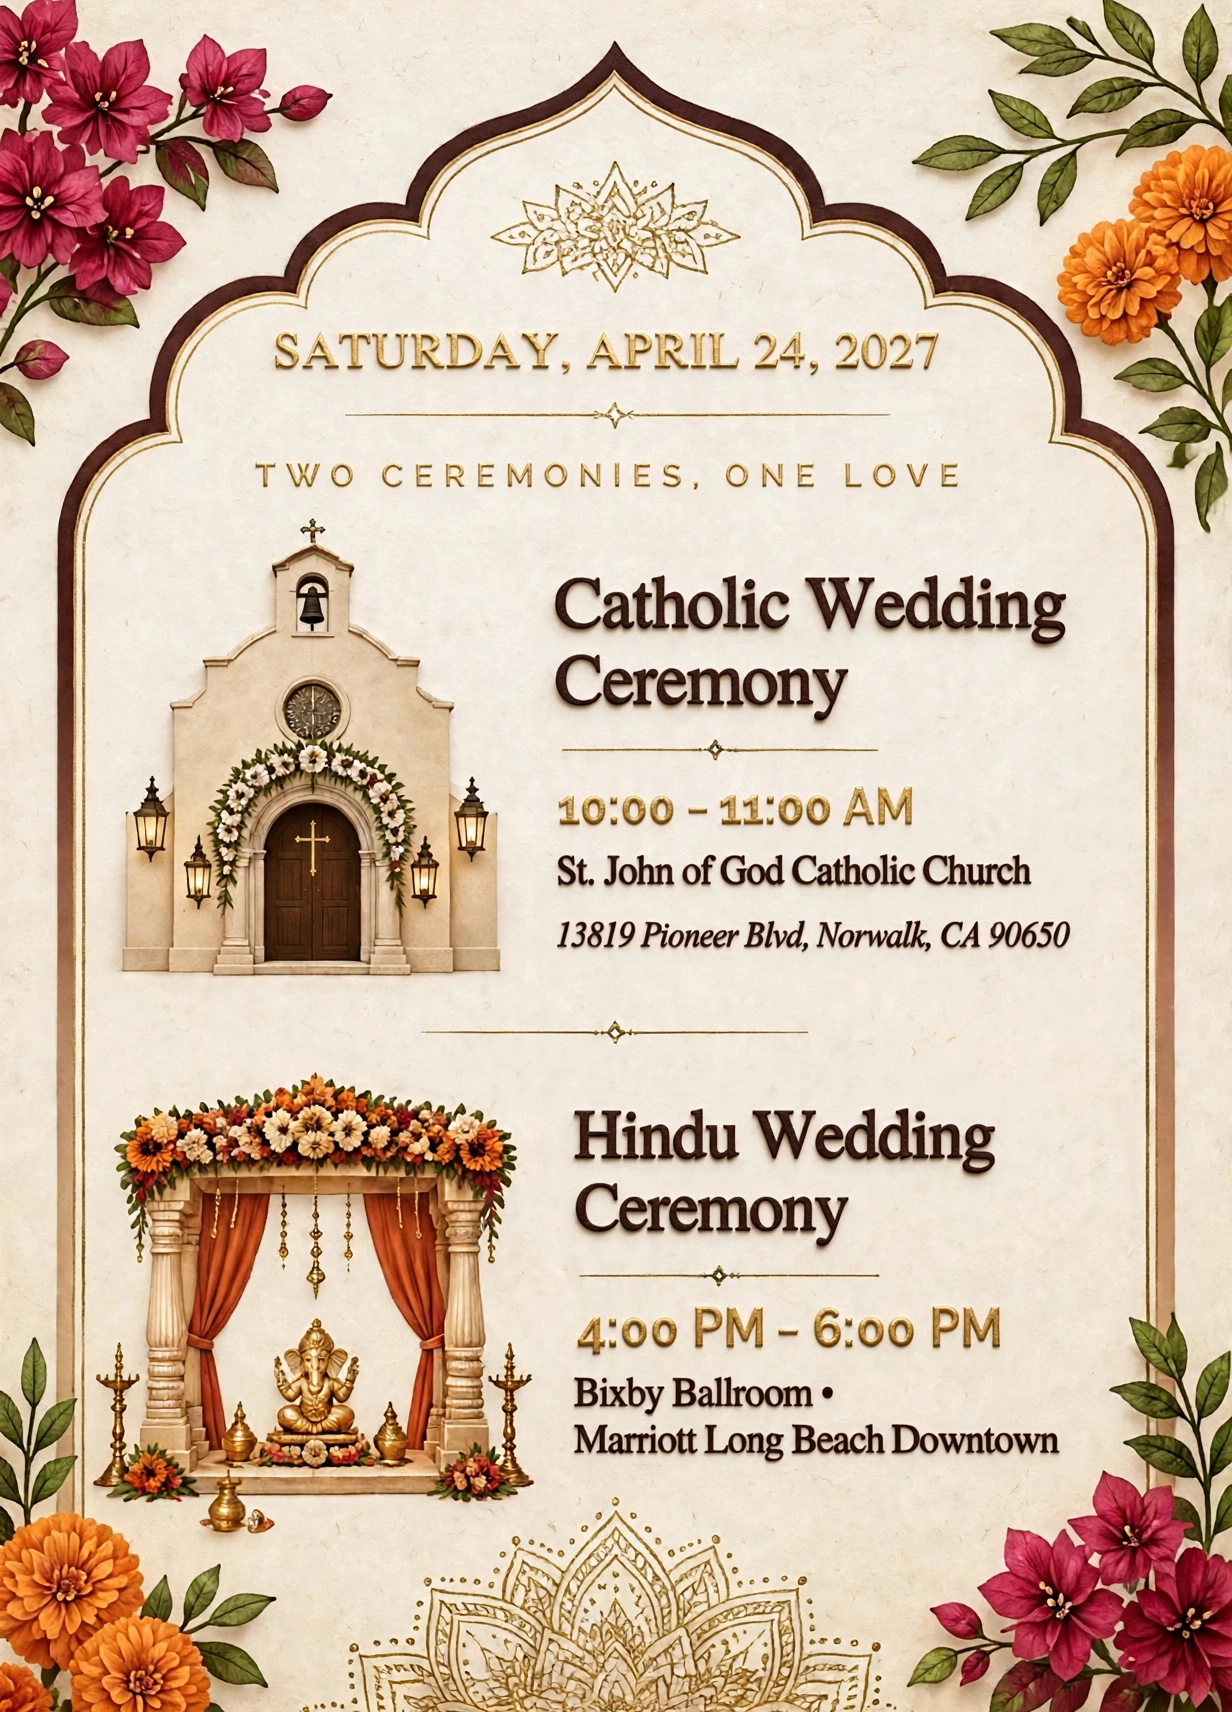 SATURDAY, APRIL 24, 2027
TWO CEREMONIES, ONE LOVE
Catholic Wedding
Ceremony
10:00 – 11:00 AM
St. John of God Catholic Church
13819 Pioneer Blvd, Norwalk, CA 90650
Hindu Wedding
Ceremony
4:00 PM – 6:00 PM
Bixby Ballroom •
Marriott Long Beach Downtown